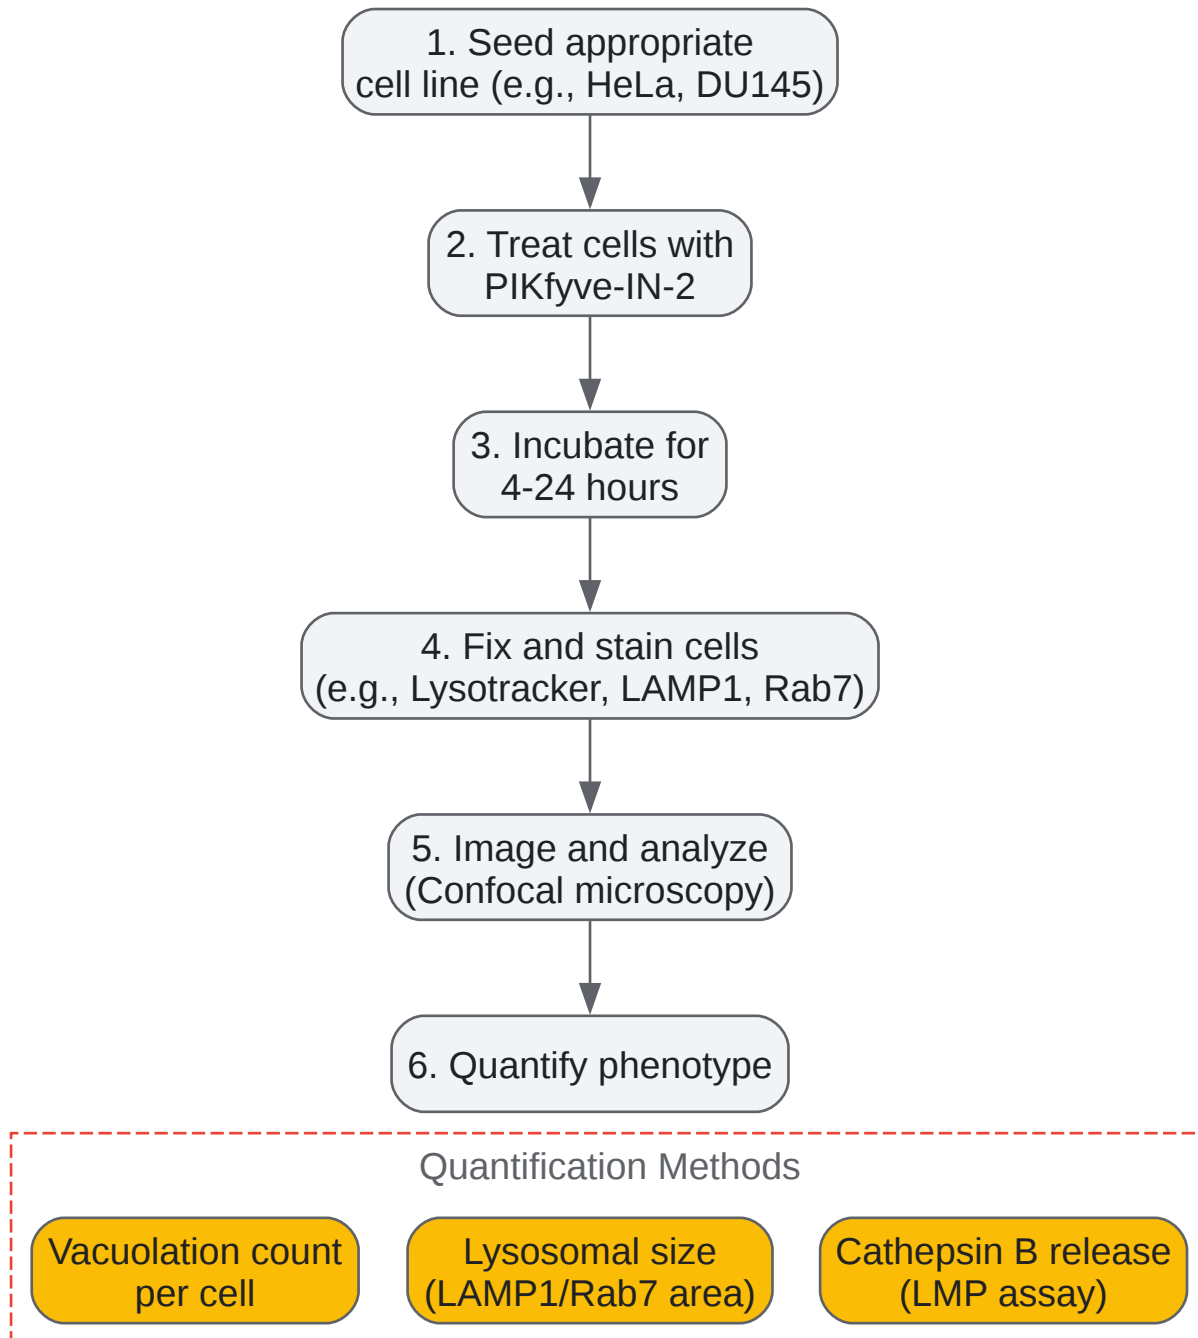 1. Seed appropriate
cell line (e.g., HeLa, DU145)
2. Treat cells with
PIKfyve-IN-2
3. Incubate for
4-24 hours
4. Fix and stain cells
(e.g., Lysotracker, LAMP1, Rab7)
5. Image and analyze
(Confocal microscopy)
6. Quantify phenotype
Quantification Methods
Vacuolation count
per cell
Lysosomal size
(LAMP1/Rab7 area)
Cathepsin B release
(LMP assay)